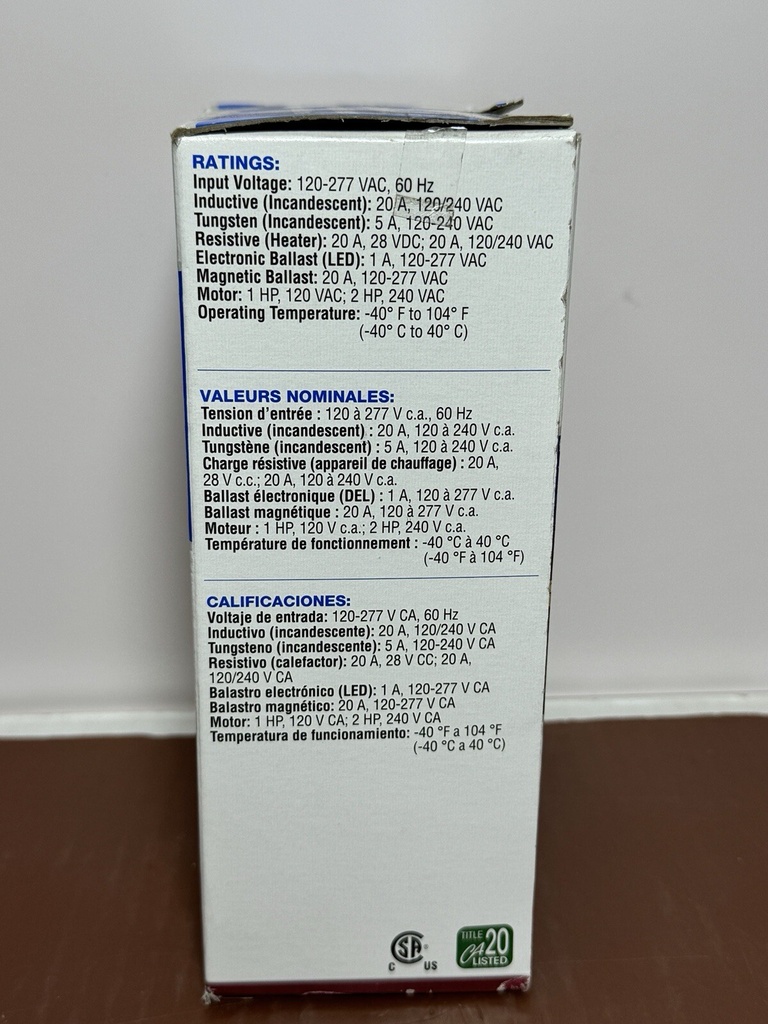 RATINGS:
Input Voltage: 120-277 VAC, 60 Hz
Inductive (Incandescent): 20 A, 120/240 VAC
Tungsten (Incandescent): 5 A, 120-240 VAC
Resistive (Heater): 20 A, 28 VDC; 20 A, 120/240 VAC
Electronic Ballast (LED): 1 A, 120-277 VAC
Magnetic Ballast: 20 A, 120-277 VAC
Motor: 1 HP, 120 VAC; 2 HP, 240 VAC
Operating Temperature: -40° F to 104° F
(-40° C to 40° C)
VALEURS NOMINALES:
Tension d'entrée : 120 à 277 V c.a., 60 Hz
Inductive (incandescent) : 20 A, 120 à 240 V c.a.
Tungstène (incandescent) : 5 A, 120 à 240 V c.a.
Charge résistive (appareil de chauffage) : 20 A,
28 V c.c.; 20 A, 120 à 240 V c.a.
Ballast électronique (DEL) : 1 A, 120 à 277 V c.a.
Ballast magnétique : 20 A, 120 à 277 V c.a.
Moteur : 1 HP, 120 V c.a.; 2 HP, 240 V c.a.
Température de fonctionnement : -40 °C à 40 °C
(-40 °F à 104 °F)
CALIFICACIONES:
Voltaje de entrada: 120-277 V CA, 60 Hz
Inductivo (incandescente): 20 A, 120/240 V CA
Tungsteno (incandescente): 5 A, 120-240 V CA
Resistivo (calefactor): 20 A, 28 V CC; 20 A,
120/240 V CA
Balastro electrónico (LED): 1 A, 120-277 V CA
Balastro magnético: 20 A, 120-277 V CA
Motor: 1 HP, 120 V CA; 2 HP, 240 V CA
Temperatura de funcionamiento: -40 °F a 104 °F
(-40 °C a 40 °C)
C SA® US
TITLE 20
CA LISTED